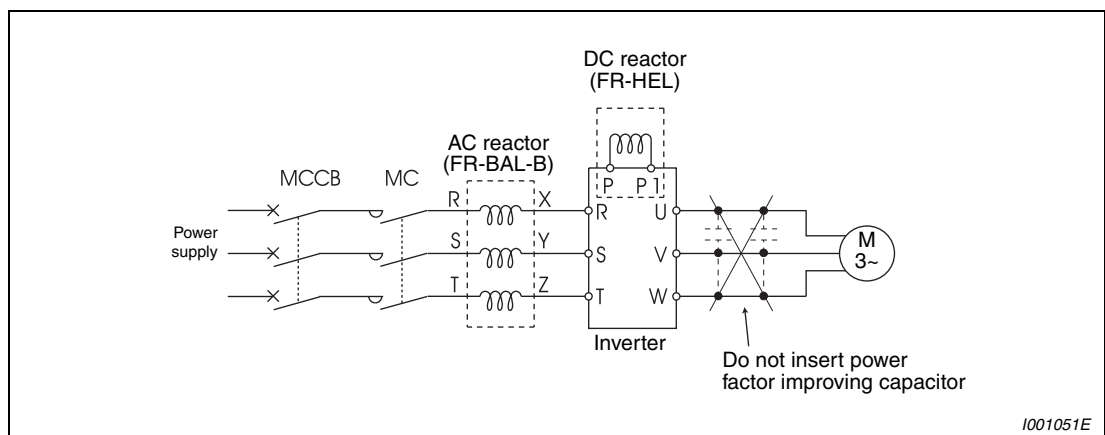 DC reactor
(FR-HEL)
AC reactor
(FR-BAL-B)
MCCB
MC
P P1
R X R U
Power
supply
S Y S V
M
3~
T Z T W
Inverter
Do not insert power
factor improving capacitor
I001051E